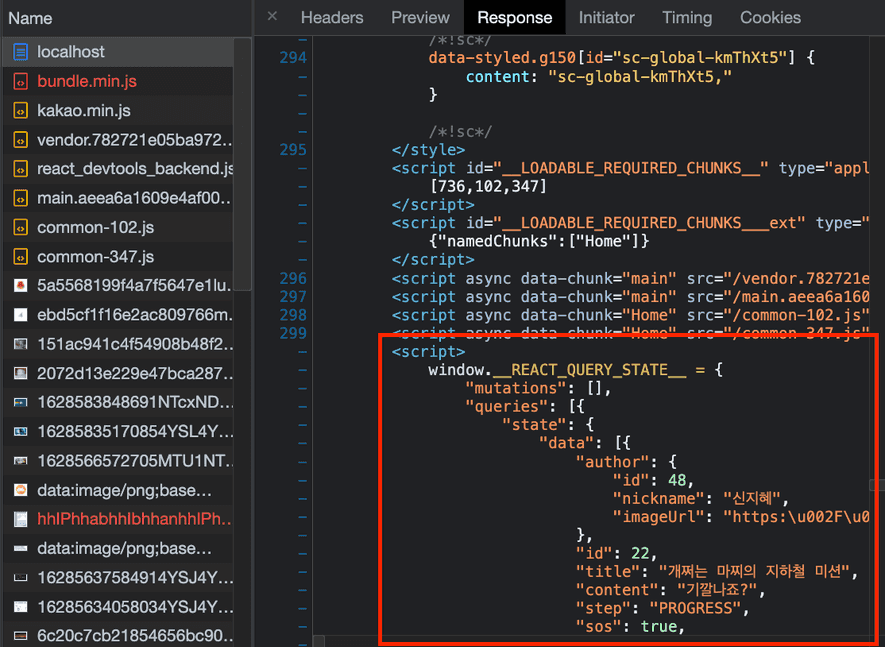 Name
× Headers Preview Response Initiator Timing Cookies
localhost
bundle.min.js
kakao.min.js
vendor.782721e05ba972...
react_devtools_backend.js
main.aeea6a1609e4af00...
common-102.js
common-347.js
5a5568199f4a7f5647e1lu...
ebd5cf1f16e2ac809766m...
151ac941c4f54908b48f2...
2072d13e229e47bca287...
1628583848691NTcxND...
16285835170854YSL4Y...
1628566572705MTU1NT...
data:image/png;base...
hhIPhhabhhIbhhanhhIPh...
data:image/png;base...
16285637584914YSJ4Y...
16285634058034YSJ4Y...
6c20c7cb21854656bc90...
– /*!sc*/
294 data-styled.g150[id="sc-global-kmThXt5"] {
– content: "sc-global-kmThXt5,"
– }
–
– /*!sc*/
295 </style>
– <script id="__LOADABLE_REQUIRED_CHUNKS__" type="appl
– [736,102,347]
– </script>
– <script id="__LOADABLE_REQUIRED_CHUNKS___ext" type="
– {"namedChunks":["Home"]}
– </script>
296 <script async data-chunk="main" src="/vendor.782721e
297 <script async data-chunk="main" src="/main.aeea6a160
298 <script async data-chunk="Home" src="/common-102.js"
299 <script async data-chunk="Home" src="/common-347.js"
– <script>
– window.__REACT_QUERY_STATE__ = {
– "mutations": [],
– "queries": [{
– "state": {
– "data": [{
– "author": {
– "id": 48,
– "nickname": "신지혜",
– "imageUrl": "https:\u002F\u0
– },
– "id": 22,
– "title": "개쩌는 마찌의 지하철 미션",
– "content": "기깔나죠?",
– "step": "PROGRESS",
– "sos": true,
–